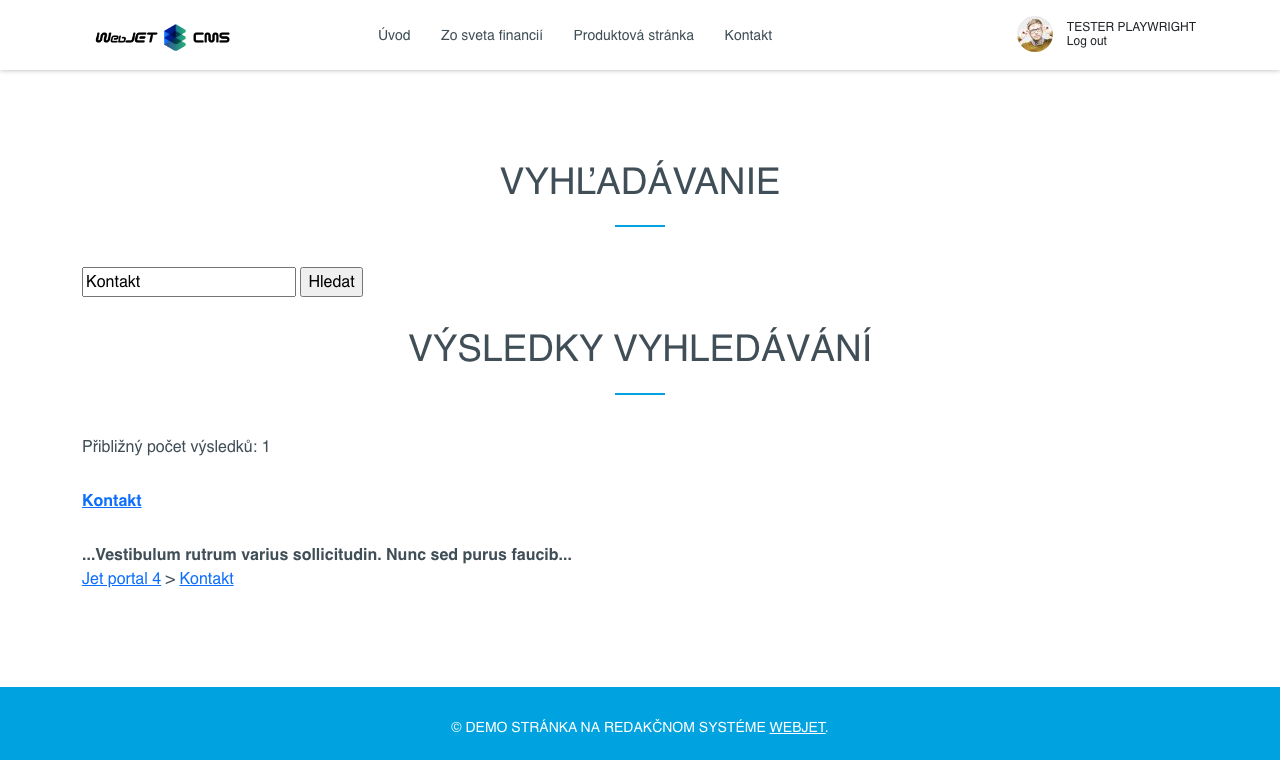 WebJET CMS
Úvod
Zo sveta financií
Produktová stránka
Kontakt
TESTER PLAYWRIGHT
Log out
VYHĽADÁVANIE
Kontakt
Hledat
VÝSLEDKY VYHLEDÁVÁNÍ
Přibližný počet výsledků: 1
Kontakt
...Vestibulum rutrum varius sollicitudin. Nunc sed purus faucib...
Jet portal 4 > Kontakt
© DEMO STRÁNKA NA REDAKČNOM SYSTÉME WEBJET.